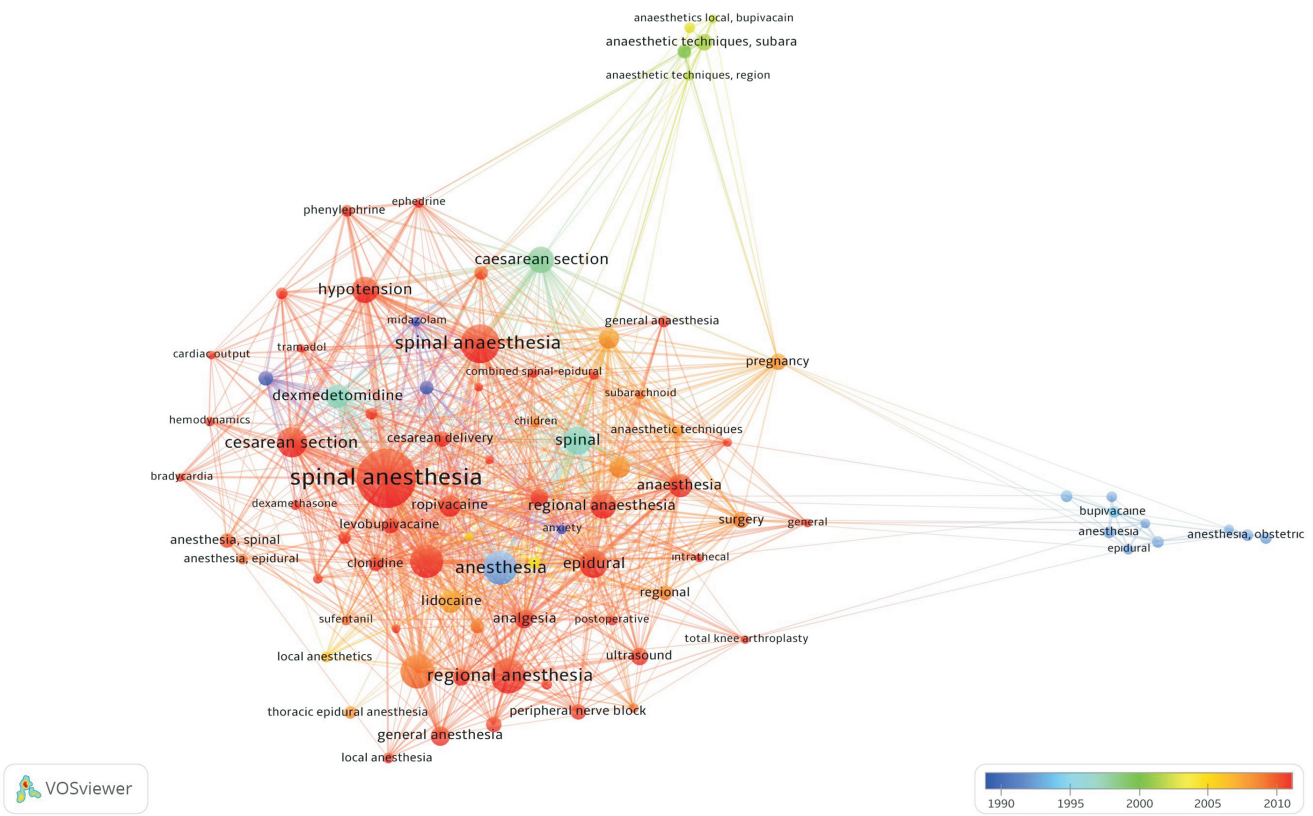 anaesthetics local, bupivacain
anaesthetic techniques, subara
anaesthetic techniques, region
ephedrine
phenylephrine
caesarean section
hypotension
midazolam
general anaesthesia
spinal anaesthesia
tramadol
cardiac output
pregnancy
combined spinal-epidural
subarachnoid
dexmedetomidine
hemodynamics
children
anaesthetic techniques
cesarean section
cesarean delivery
spinal
bradycardia
spinal anesthesia
anaesthesia
dexamethasone
ropivacaine
regional anaesthesia
bupivacaine
levobupivacaine
anxiety
surgery
general
anesthesia
anesthesia, obstetric
anesthesia, spinal
epidural
anesthesia, epidural
clonidine
anesthesia
epidural
intrathecal
lidocaine
regional
sufentanil
analgesia
postoperative
total knee arthroplasty
local anesthetics
ultrasound
regional anesthesia
thoracic epidural anesthesia
peripheral nerve block
general anesthesia
local anesthesia
VOSviewer
1990 1995 2000 2005 2010